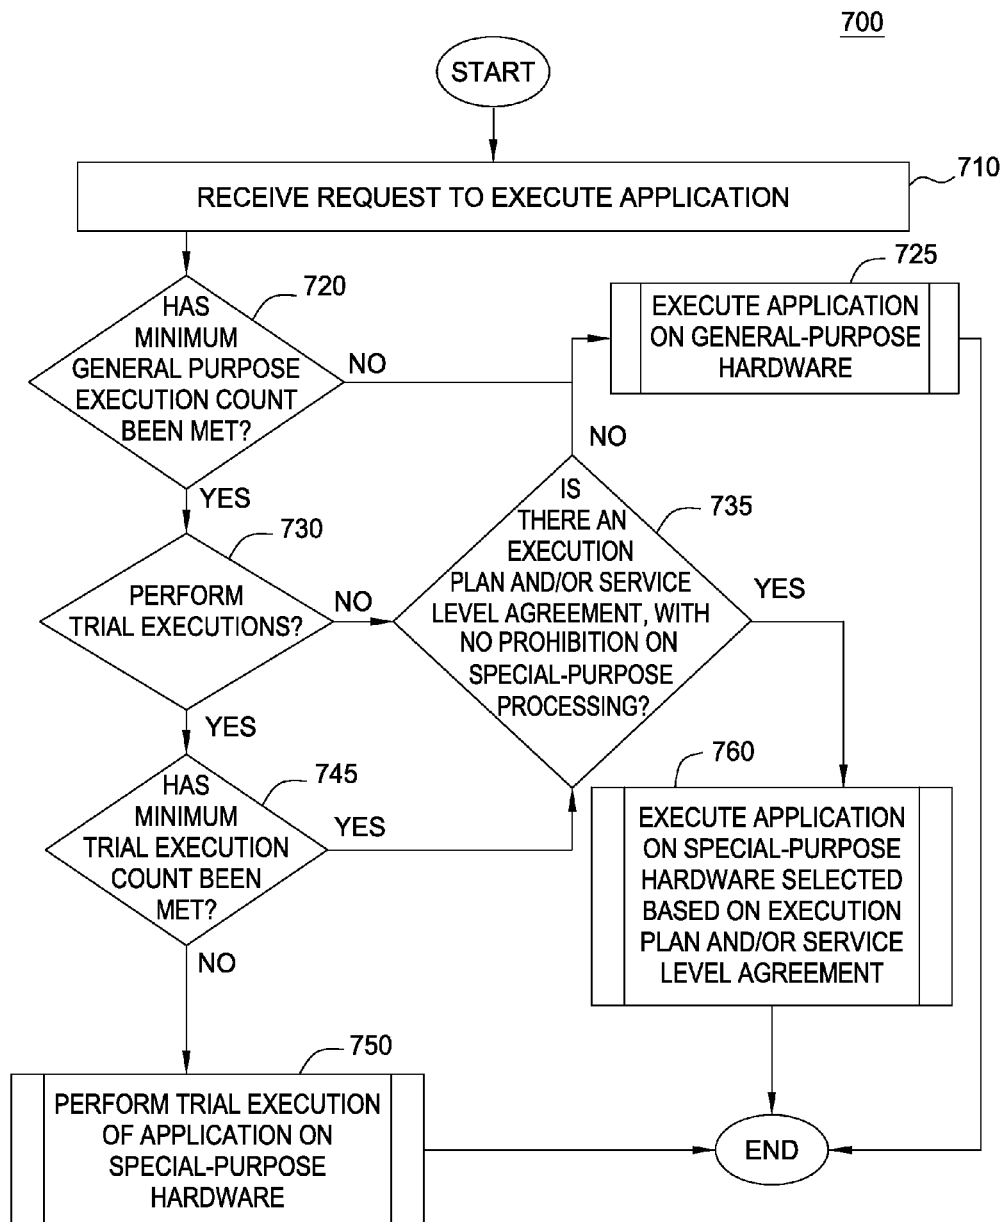 700
START
710
RECEIVE REQUEST TO EXECUTE APPLICATION
720
HAS
MINIMUM
GENERAL PURPOSE
EXECUTION COUNT
BEEN MET?
NO
YES
725
EXECUTE APPLICATION
ON GENERAL-PURPOSE
HARDWARE
730
PERFORM
TRIAL EXECUTIONS?
NO
YES
735
IS
THERE AN
EXECUTION
PLAN AND/OR SERVICE
LEVEL AGREEMENT, WITH
NO PROHIBITION ON
SPECIAL-PURPOSE
PROCESSING?
NO
YES
745
HAS
MINIMUM
TRIAL EXECUTION
COUNT BEEN
MET?
YES
NO
760
EXECUTE APPLICATION
ON SPECIAL-PURPOSE
HARDWARE SELECTED
BASED ON EXECUTION
PLAN AND/OR SERVICE
LEVEL AGREEMENT
750
PERFORM TRIAL EXECUTION
OF APPLICATION ON
SPECIAL-PURPOSE
HARDWARE
END